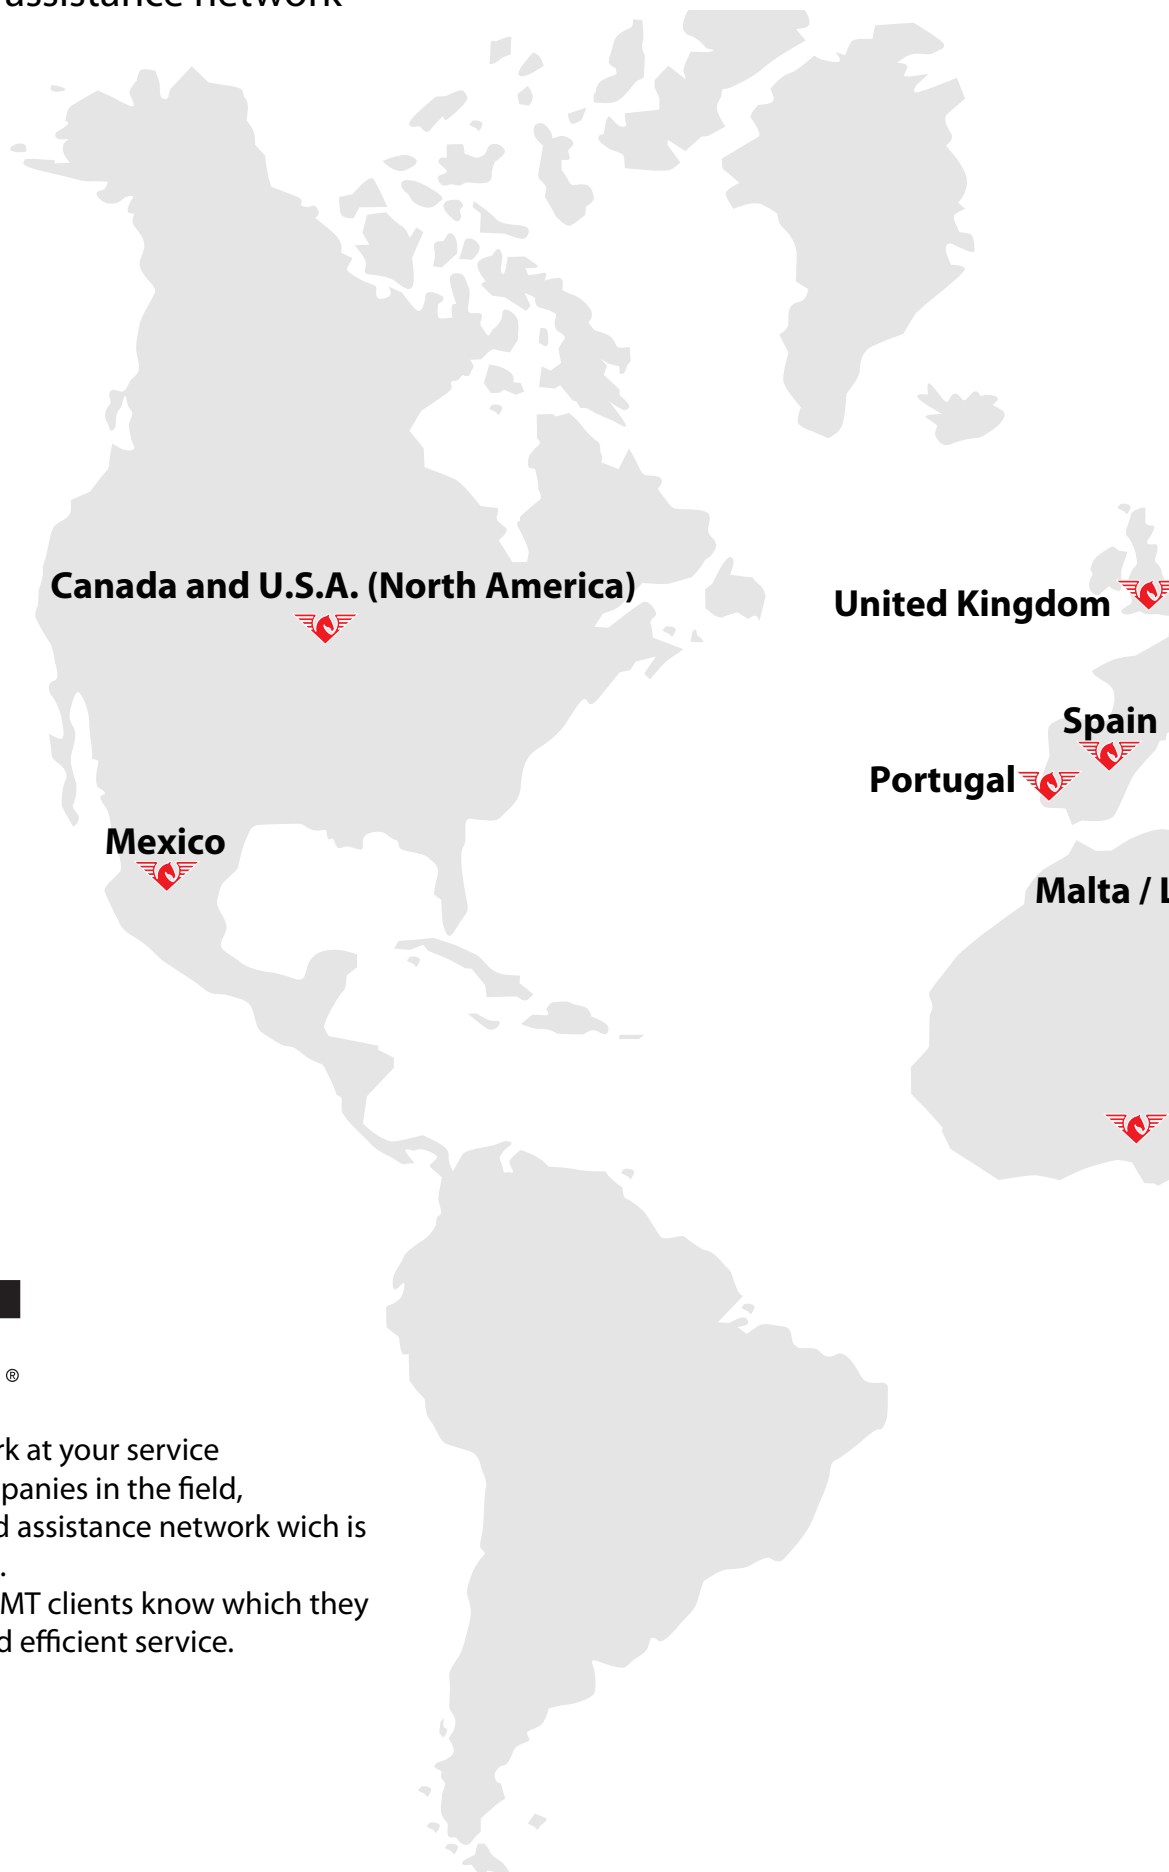 assistance network
Canada and U.S.A. (North America)
United Kingdom
Spain
Portugal
Mexico
Malta / L
®
rk at your service
panies in the field,
d assistance network wich is
.
MT clients know which they
d efficient service.